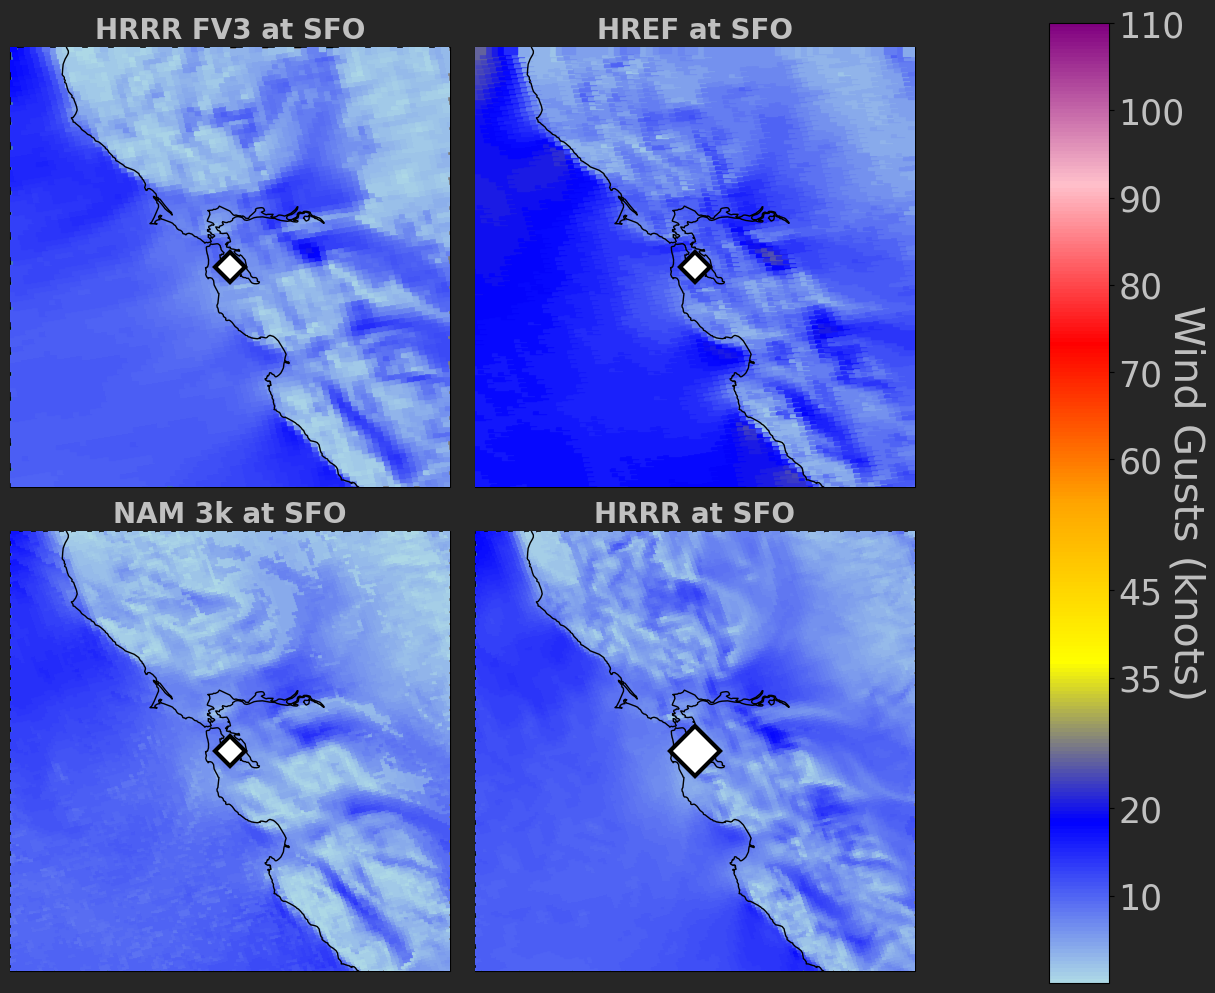 HRRR FV3 at SFO
HREF at SFO
NAM 3k at SFO
HRRR at SFO
110
100
90
80
70
60
45
35
20
10
Wind Gusts (knots)